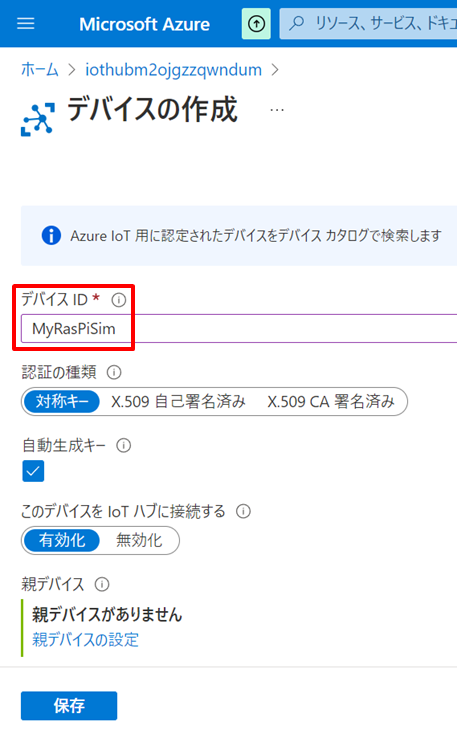 Microsoft Azure
リソース、サービス、ドキュ
ホーム > iothubm2ojgzzqwndum >
デバイスの作成 ...
Azure IoT 用に認定されたデバイスをデバイス カタログで検索します
デバイス ID *
MyRasPiSim
認証の種類
対称キー X.509 自己署名済み X.509 CA 署名済み
自動生成キー
このデバイスを IoT ハブに接続する
有効化 無効化
親デバイス
親デバイスがありません
親デバイスの設定
保存